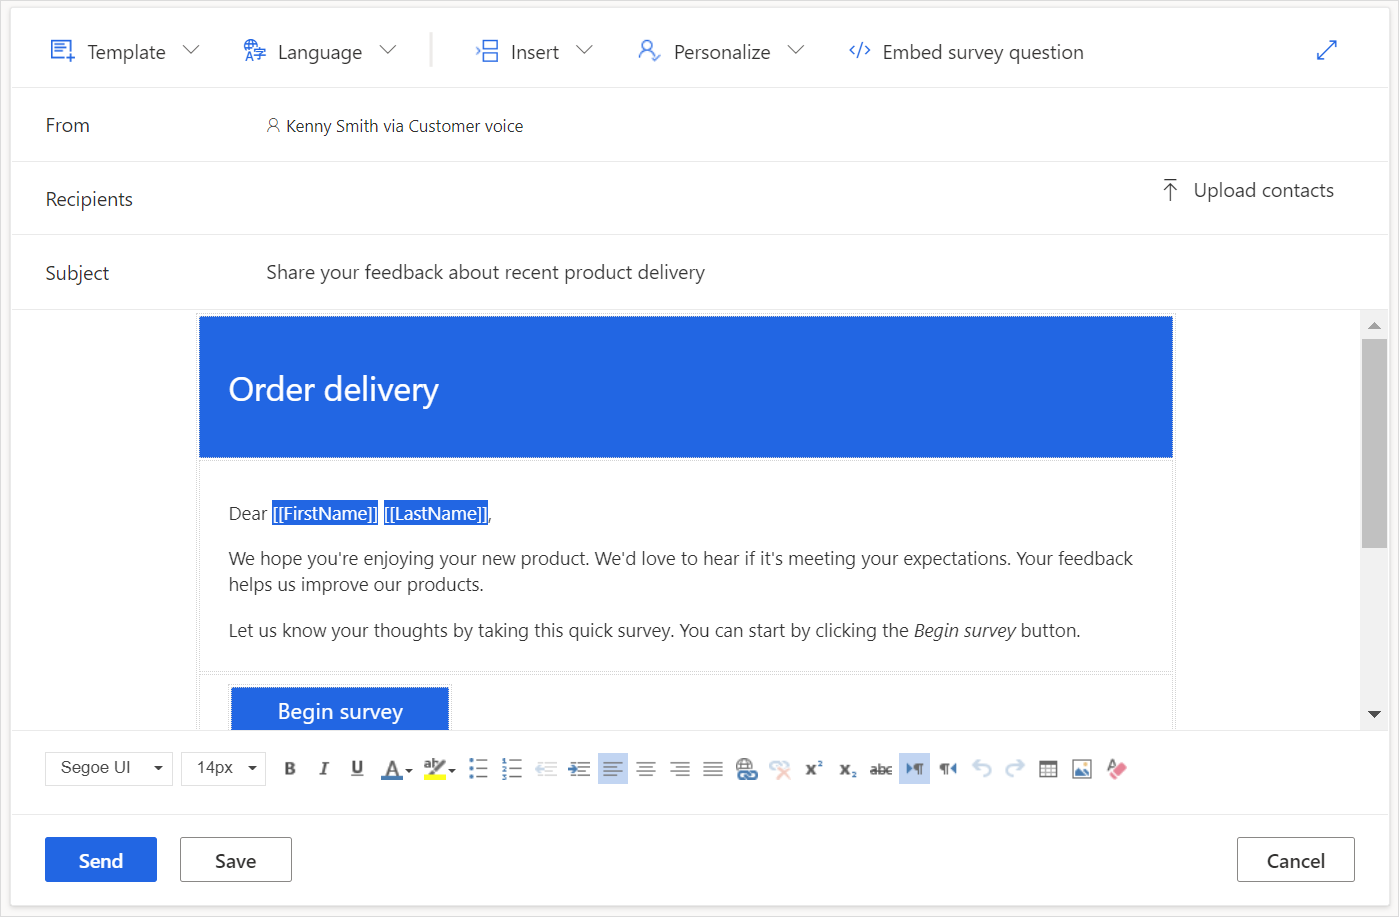 Template Language Insert Personalize </> Embed survey question
From Kenny Smith via Customer voice
Recipients Upload contacts
Subject Share your feedback about recent product delivery
Order delivery
Dear [[FirstName]] [[LastName]],
We hope you're enjoying your new product. We'd love to hear if it's meeting your expectations. Your feedback
helps us improve our products.
Let us know your thoughts by taking this quick survey. You can start by clicking the Begin survey button.
Begin survey
Segoe UI 14px B I U A ab x² x₂ abc
Send Save Cancel